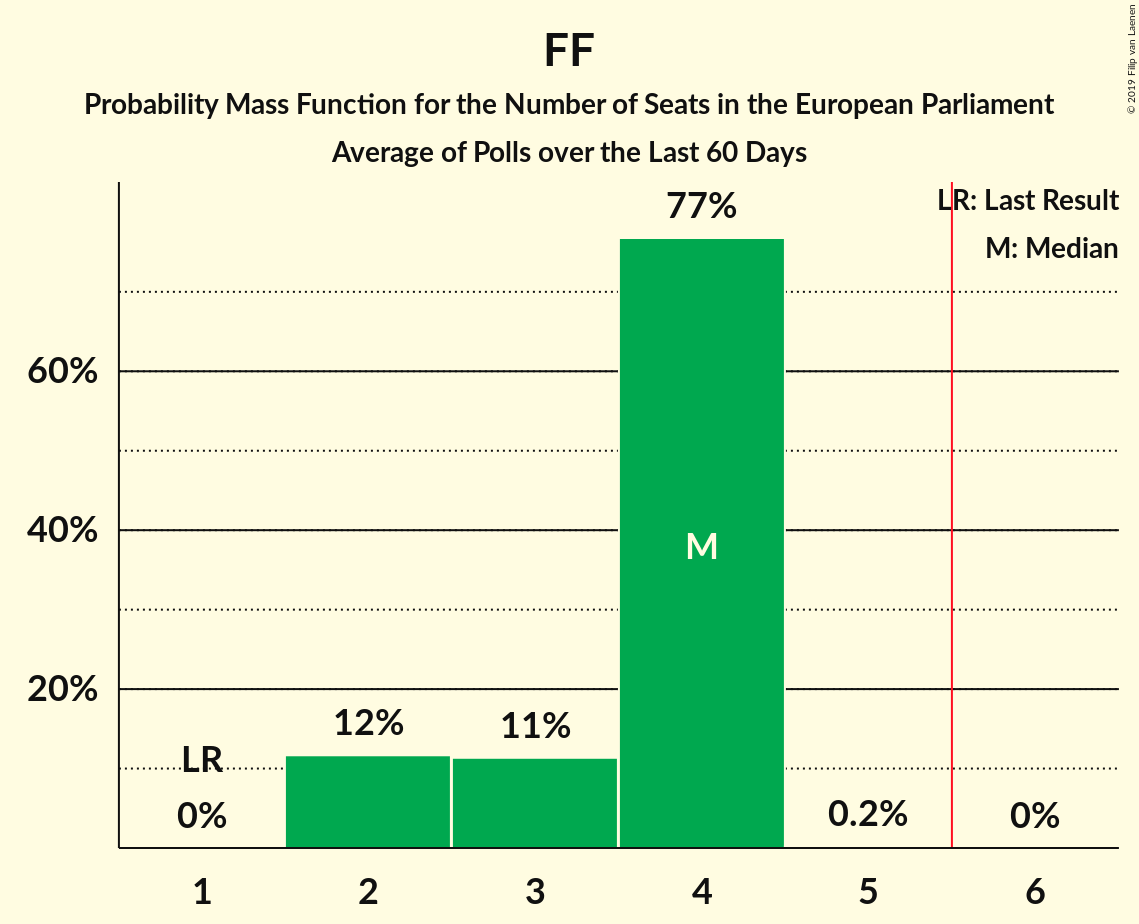 FF
Probability Mass Function for the Number of Seats in the European Parliament
Average of Polls over the Last 60 Days
© 2019 Filip van Laenen
LR: Last Result
M: Median
77%
60%
40%
20%
M
12%
11%
LR
0%
0.2%
0%
1 2 3 4 5 6